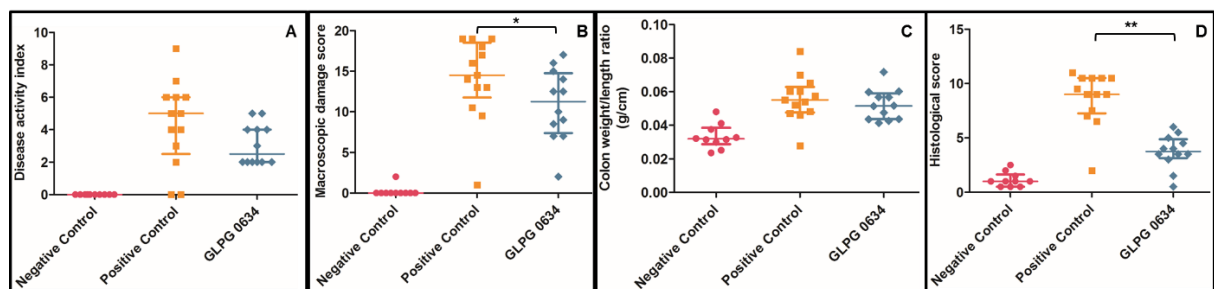 A
Disease activity index
10
8
6
4
2
0
Negative Control
Positive Control
GLPG 0634
*
B
Macroscopic damage score
20
15
10
5
0
Negative Control
Positive Control
GLPG 0634
C
Colon weight/length ratio
(g/cm)
0.10
0.08
0.06
0.04
0.02
0.00
Negative Control
Positive Control
GLPG 0634
**
D
Histological score
15
10
5
0
Negative Control
Positive Control
GLPG 0634